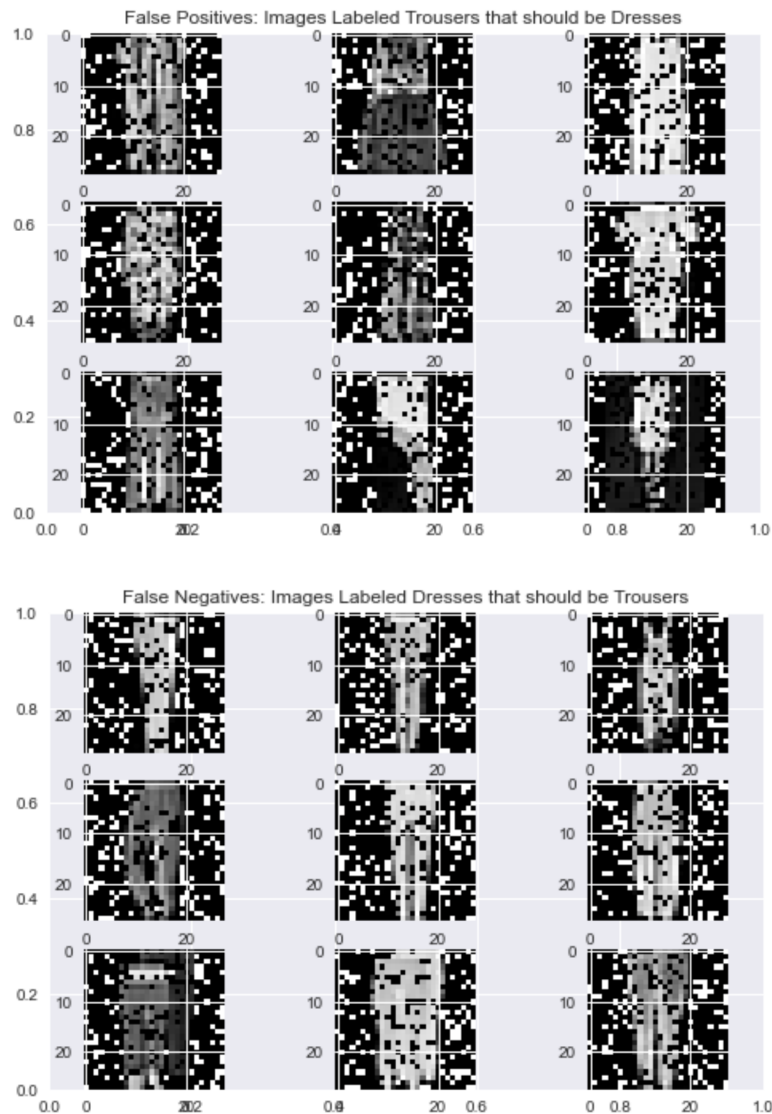 False Positives: Images Labeled Trousers that should be Dresses
1.0 0 0 0
10 10 10
0.8 20 20 20
0 20 0 20 0 20
0.6 0 0 0
10 10 10
0.4 20 20 20
0 20 0 20 0 20
0 0 0
0.2 10 10 10
20 20 20
0.0
0.0 0 20 20 0.6 0 0.8 20 1.0
False Negatives: Images Labeled Dresses that should be Trousers
1.0 0 0 0
10 10 10
0.8 20 20 20
0 20 0 20 0 20
0.6 0 0 0
10 10 10
0.4 20 20 20
0 20 0 20 0 20
0 0 0
0.2 10 10 10
20 20 20
0.0
0.0 0 20 0.6 0 0.8 20 1.0